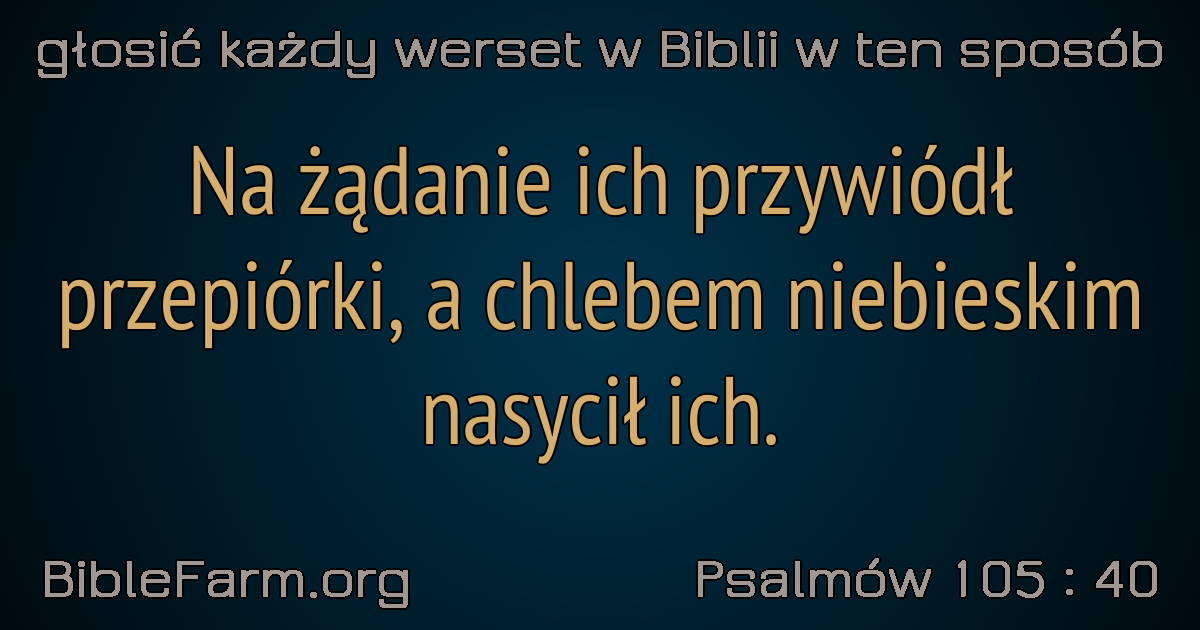 głosić każdy werset w Biblii w ten sposób
Na żądanie ich przywiódł
przepiórki, a chlebem niebieskim
nasycił ich.
BibleFarm.org
Psalmów 105 : 40